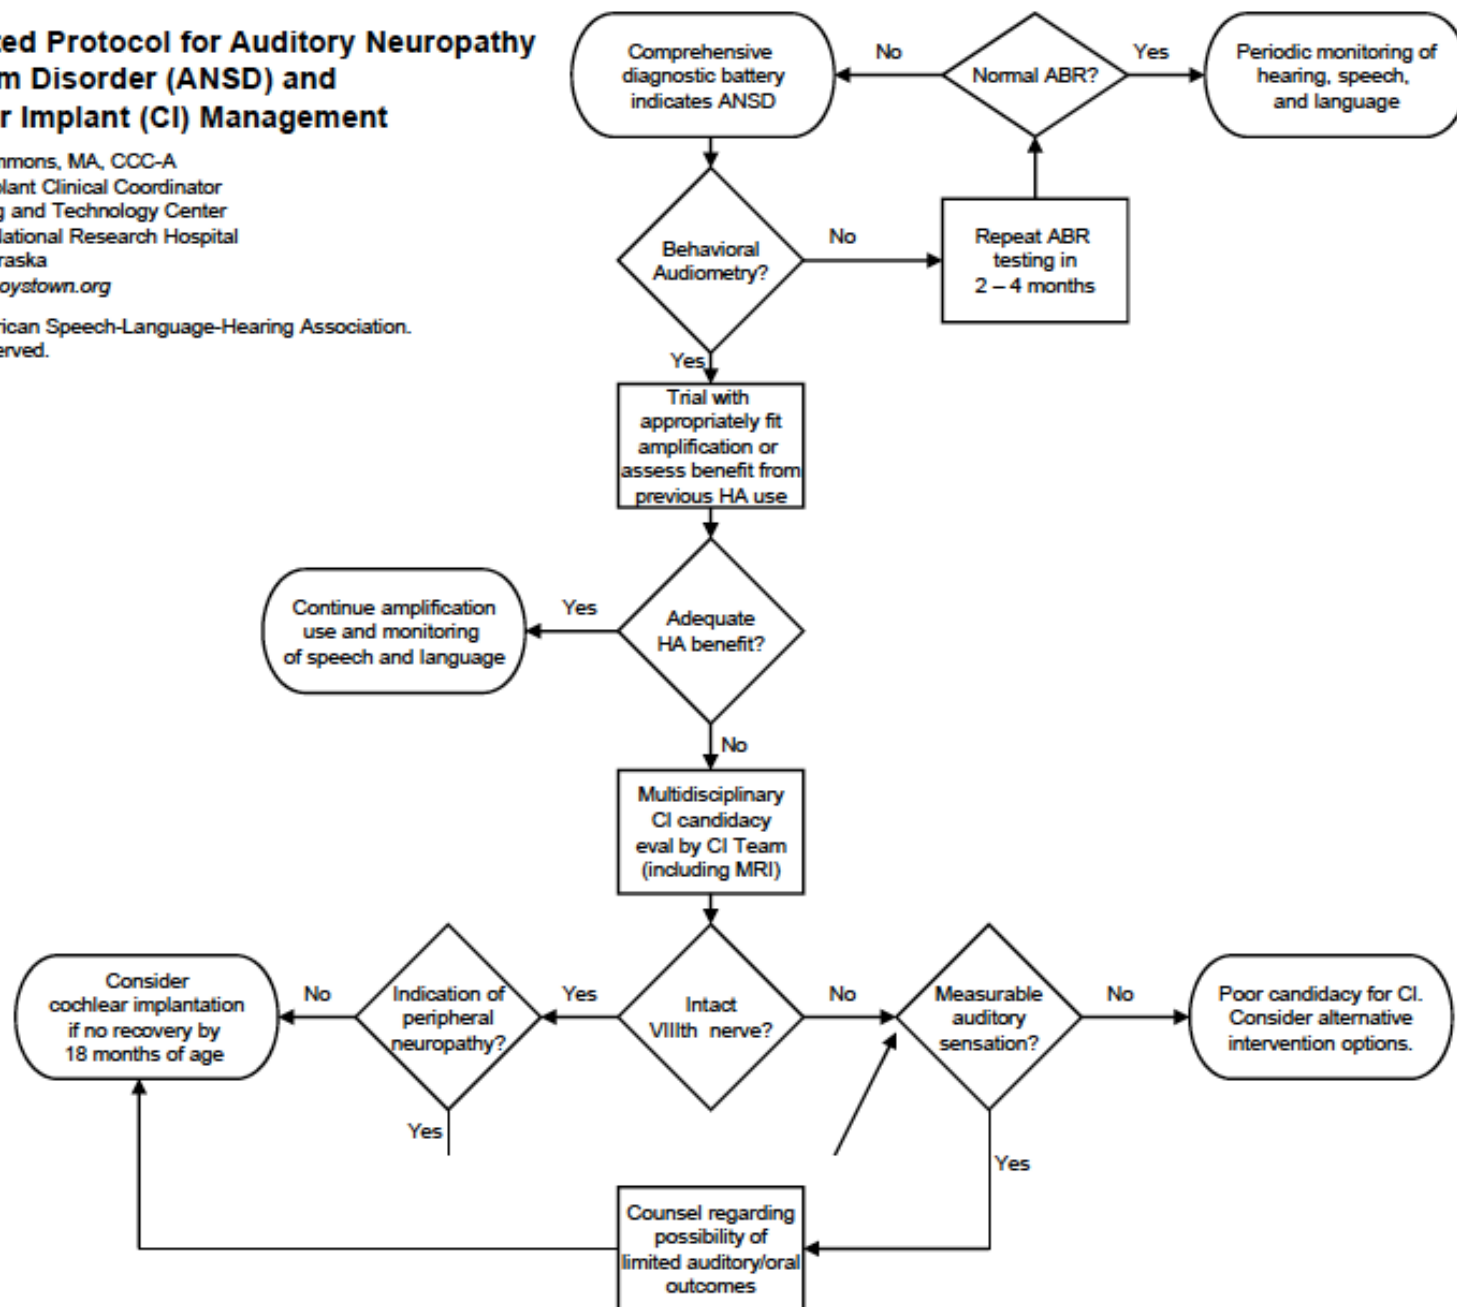 ted Protocol for Auditory Neuropathy
m Disorder (ANSD) and
r Implant (CI) Management
mmons, MA, CCC-A
plant Clinical Coordinator
g and Technology Center
National Research Hospital
raska
oystown.org
rican Speech-Language-Hearing Association.
erved.
Comprehensive
diagnostic battery
indicates ANSD
No
Normal ABR?
Yes
Periodic monitoring of
hearing, speech,
and language
Behavioral
Audiometry?
No
Repeat ABR
testing in
2 – 4 months
Yes
Trial with
appropriately fit
amplification or
assess benefit from
previous HA use
Continue amplification
use and monitoring
of speech and language
Yes
Adequate
HA benefit?
No
Multidisciplinary
CI candidacy
eval by CI Team
(including MRI)
Consider
cochlear implantation
if no recovery by
18 months of age
No
Indication of
peripheral
neuropathy?
Yes
Intact
VIIIth nerve?
No
Measurable
auditory
sensation?
No
Poor candidacy for CI.
Consider alternative
intervention options.
Yes
Yes
Counsel regarding
possibility of
limited auditory/oral
outcomes